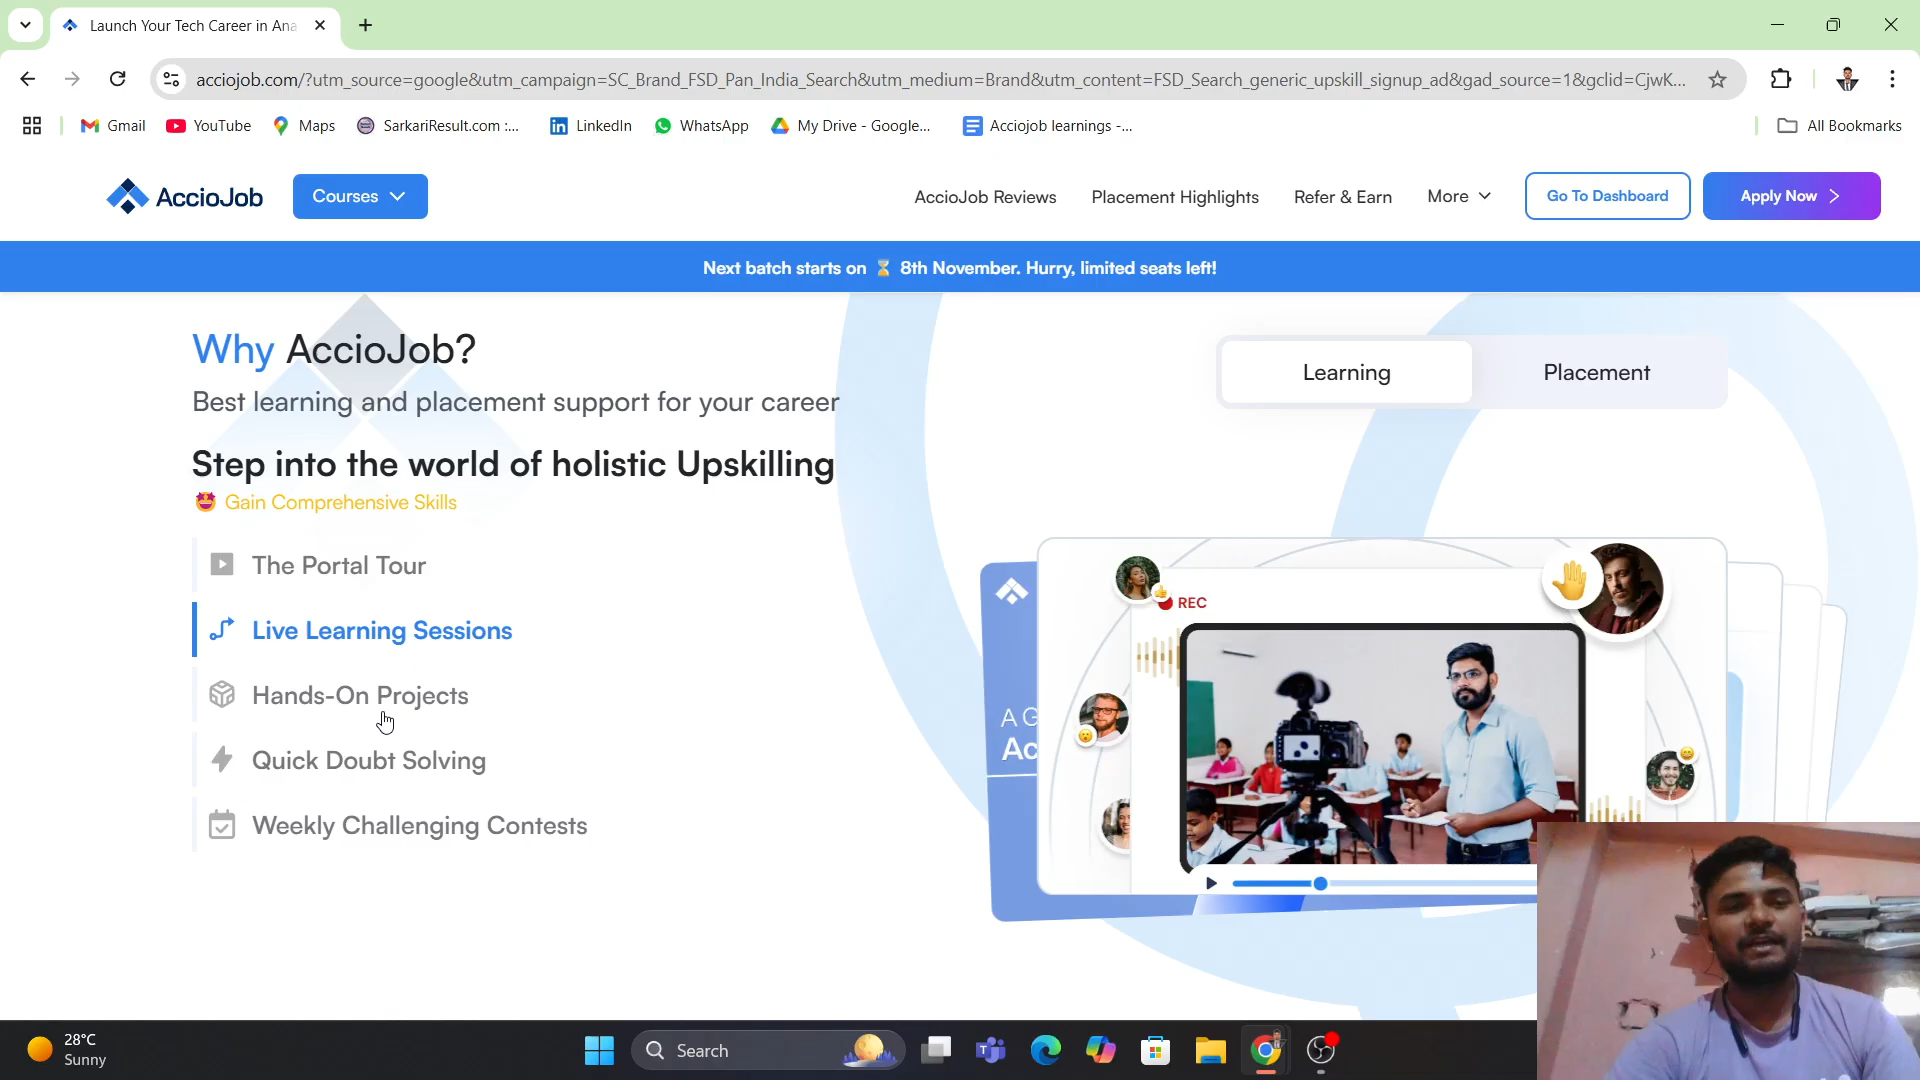 Launch Your Tech Career in Ana
acciojob.com/?utm_source=google&utm_campaign=SC_Brand_FSD_Pan_India_Search&utm_medium=Brand&utm_content=FSD_Search_generic_upskill_signup_ad&gad_source=1&gclid=CjwK...
Gmail
YouTube
Maps
SarkariResult.com :...
LinkedIn
WhatsApp
My Drive - Google...
Acciojob learnings -...
All Bookmarks
AccioJob
Courses
AccioJob Reviews
Placement Highlights
Refer & Earn
More
Go To Dashboard
Apply Now
Next batch starts on ⌛ 8th November. Hurry, limited seats left!
Why AccioJob?
Best learning and placement support for your career
Learning
Placement
Step into the world of holistic Upskilling
🤩 Gain Comprehensive Skills
The Portal Tour
Live Learning Sessions
Hands-On Projects
Quick Doubt Solving
Weekly Challenging Contests
REC
A G
Ac
28°C
Sunny
Search